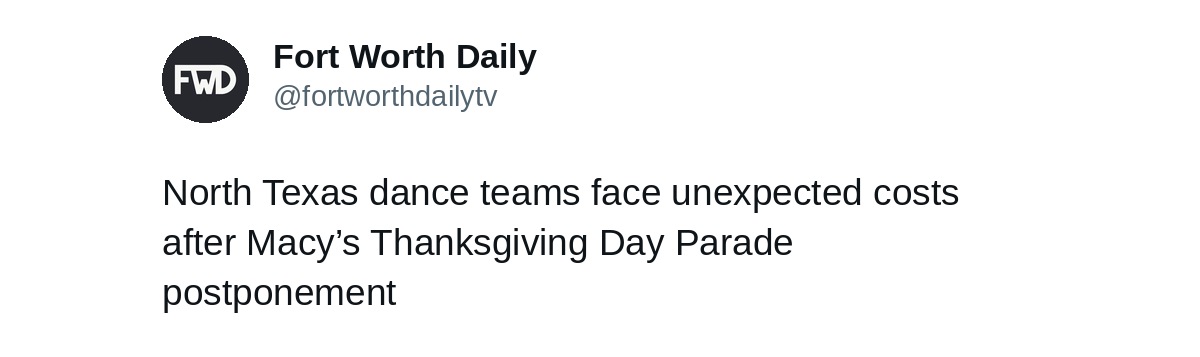 FWD
Fort Worth Daily
@fortworthdailytv
North Texas dance teams face unexpected costs
after Macy’s Thanksgiving Day Parade
postponement